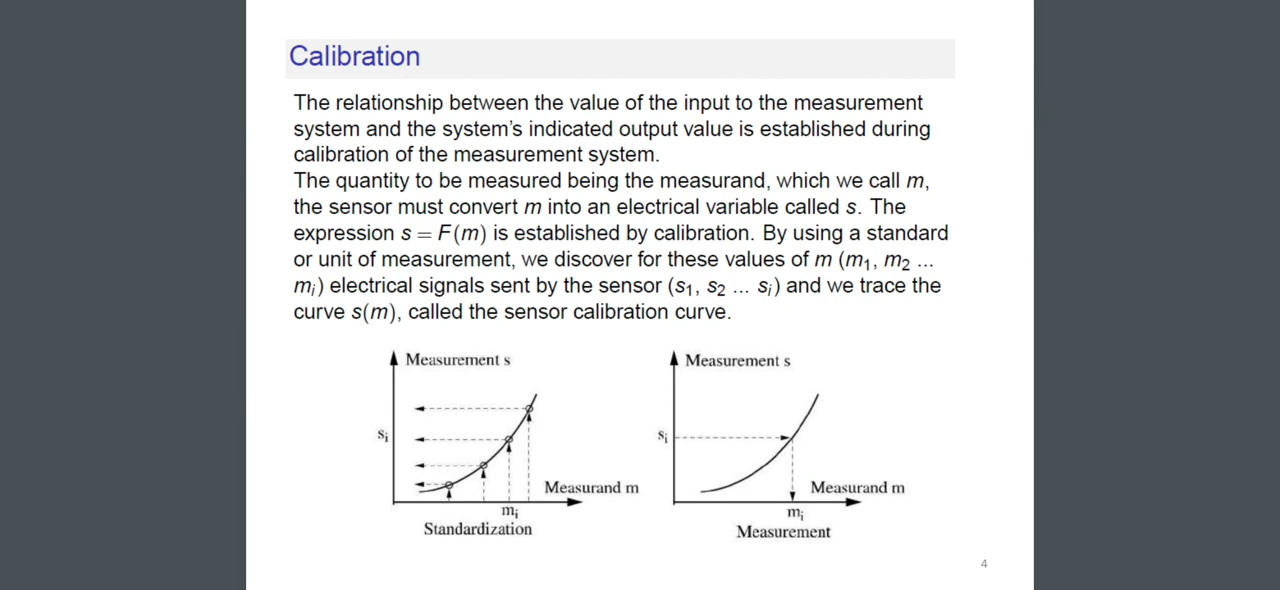 Calibration
The relationship between the value of the input to the measurement
system and the system's indicated output value is established during
calibration of the measurement system.
The quantity to be measured being the measurand, which we call m,
the sensor must convert m into an electrical variable called s. The
expression s = F(m) is established by calibration. By using a standard
or unit of measurement, we discover for these values of m (m₁, m₂ ...
mᵢ) electrical signals sent by the sensor (s₁, s₂ ... sᵢ) and we trace the
curve s(m), called the sensor calibration curve.
Measurement s
sᵢ
Measurand m
mᵢ
Standardization
Measurement s
sᵢ
Measurand m
mᵢ
Measurement
4